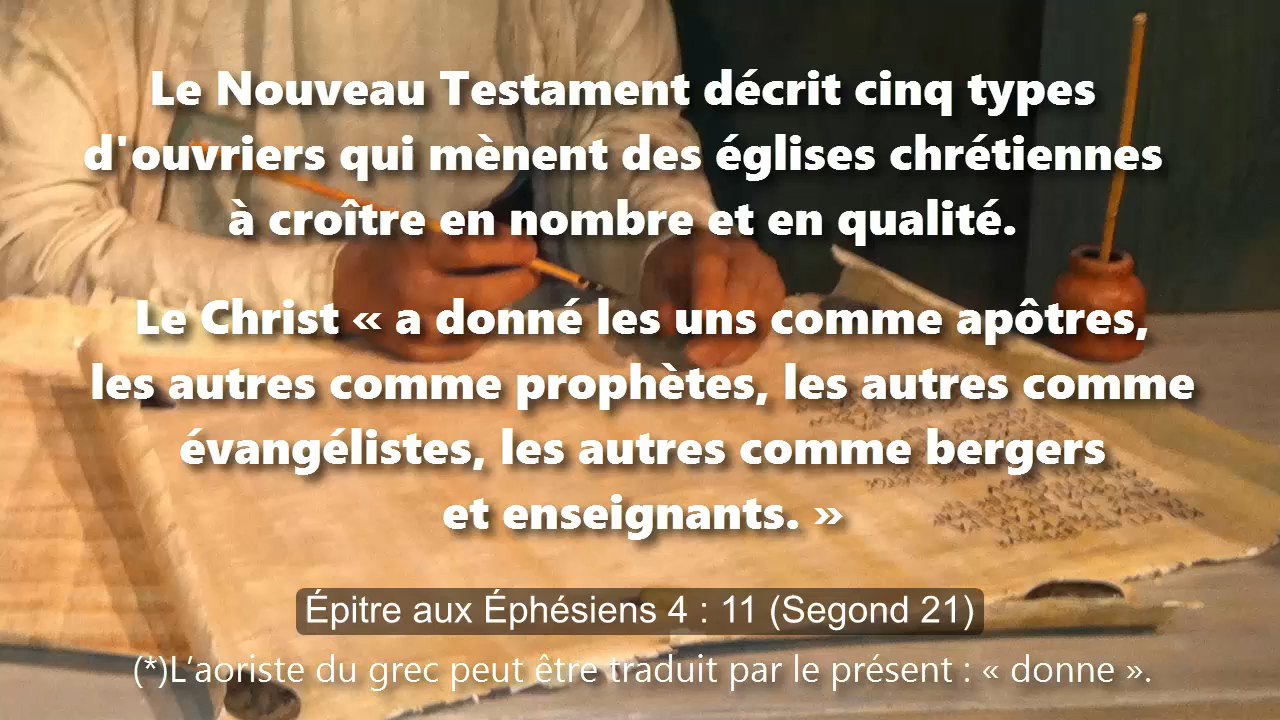 Le Nouveau Testament décrit cinq types
d'ouvriers qui mènent des églises chrétiennes
à croître en nombre et en qualité.
Le Christ « a donné les uns comme apôtres,
les autres comme prophètes, les autres comme
évangélistes, les autres comme bergers
et enseignants. »
Épitre aux Éphésiens 4 : 11 (Segond 21)
(*)L’aoriste du grec peut être traduit par le présent : « donne ».